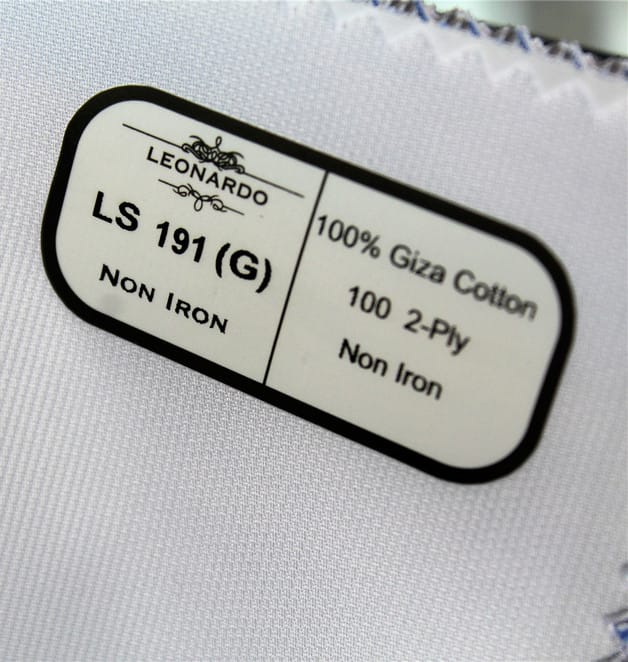 LEONARDO
LS 191 (G)
NON IRON
100% Giza Cotton
100 2-Ply
Non Iron